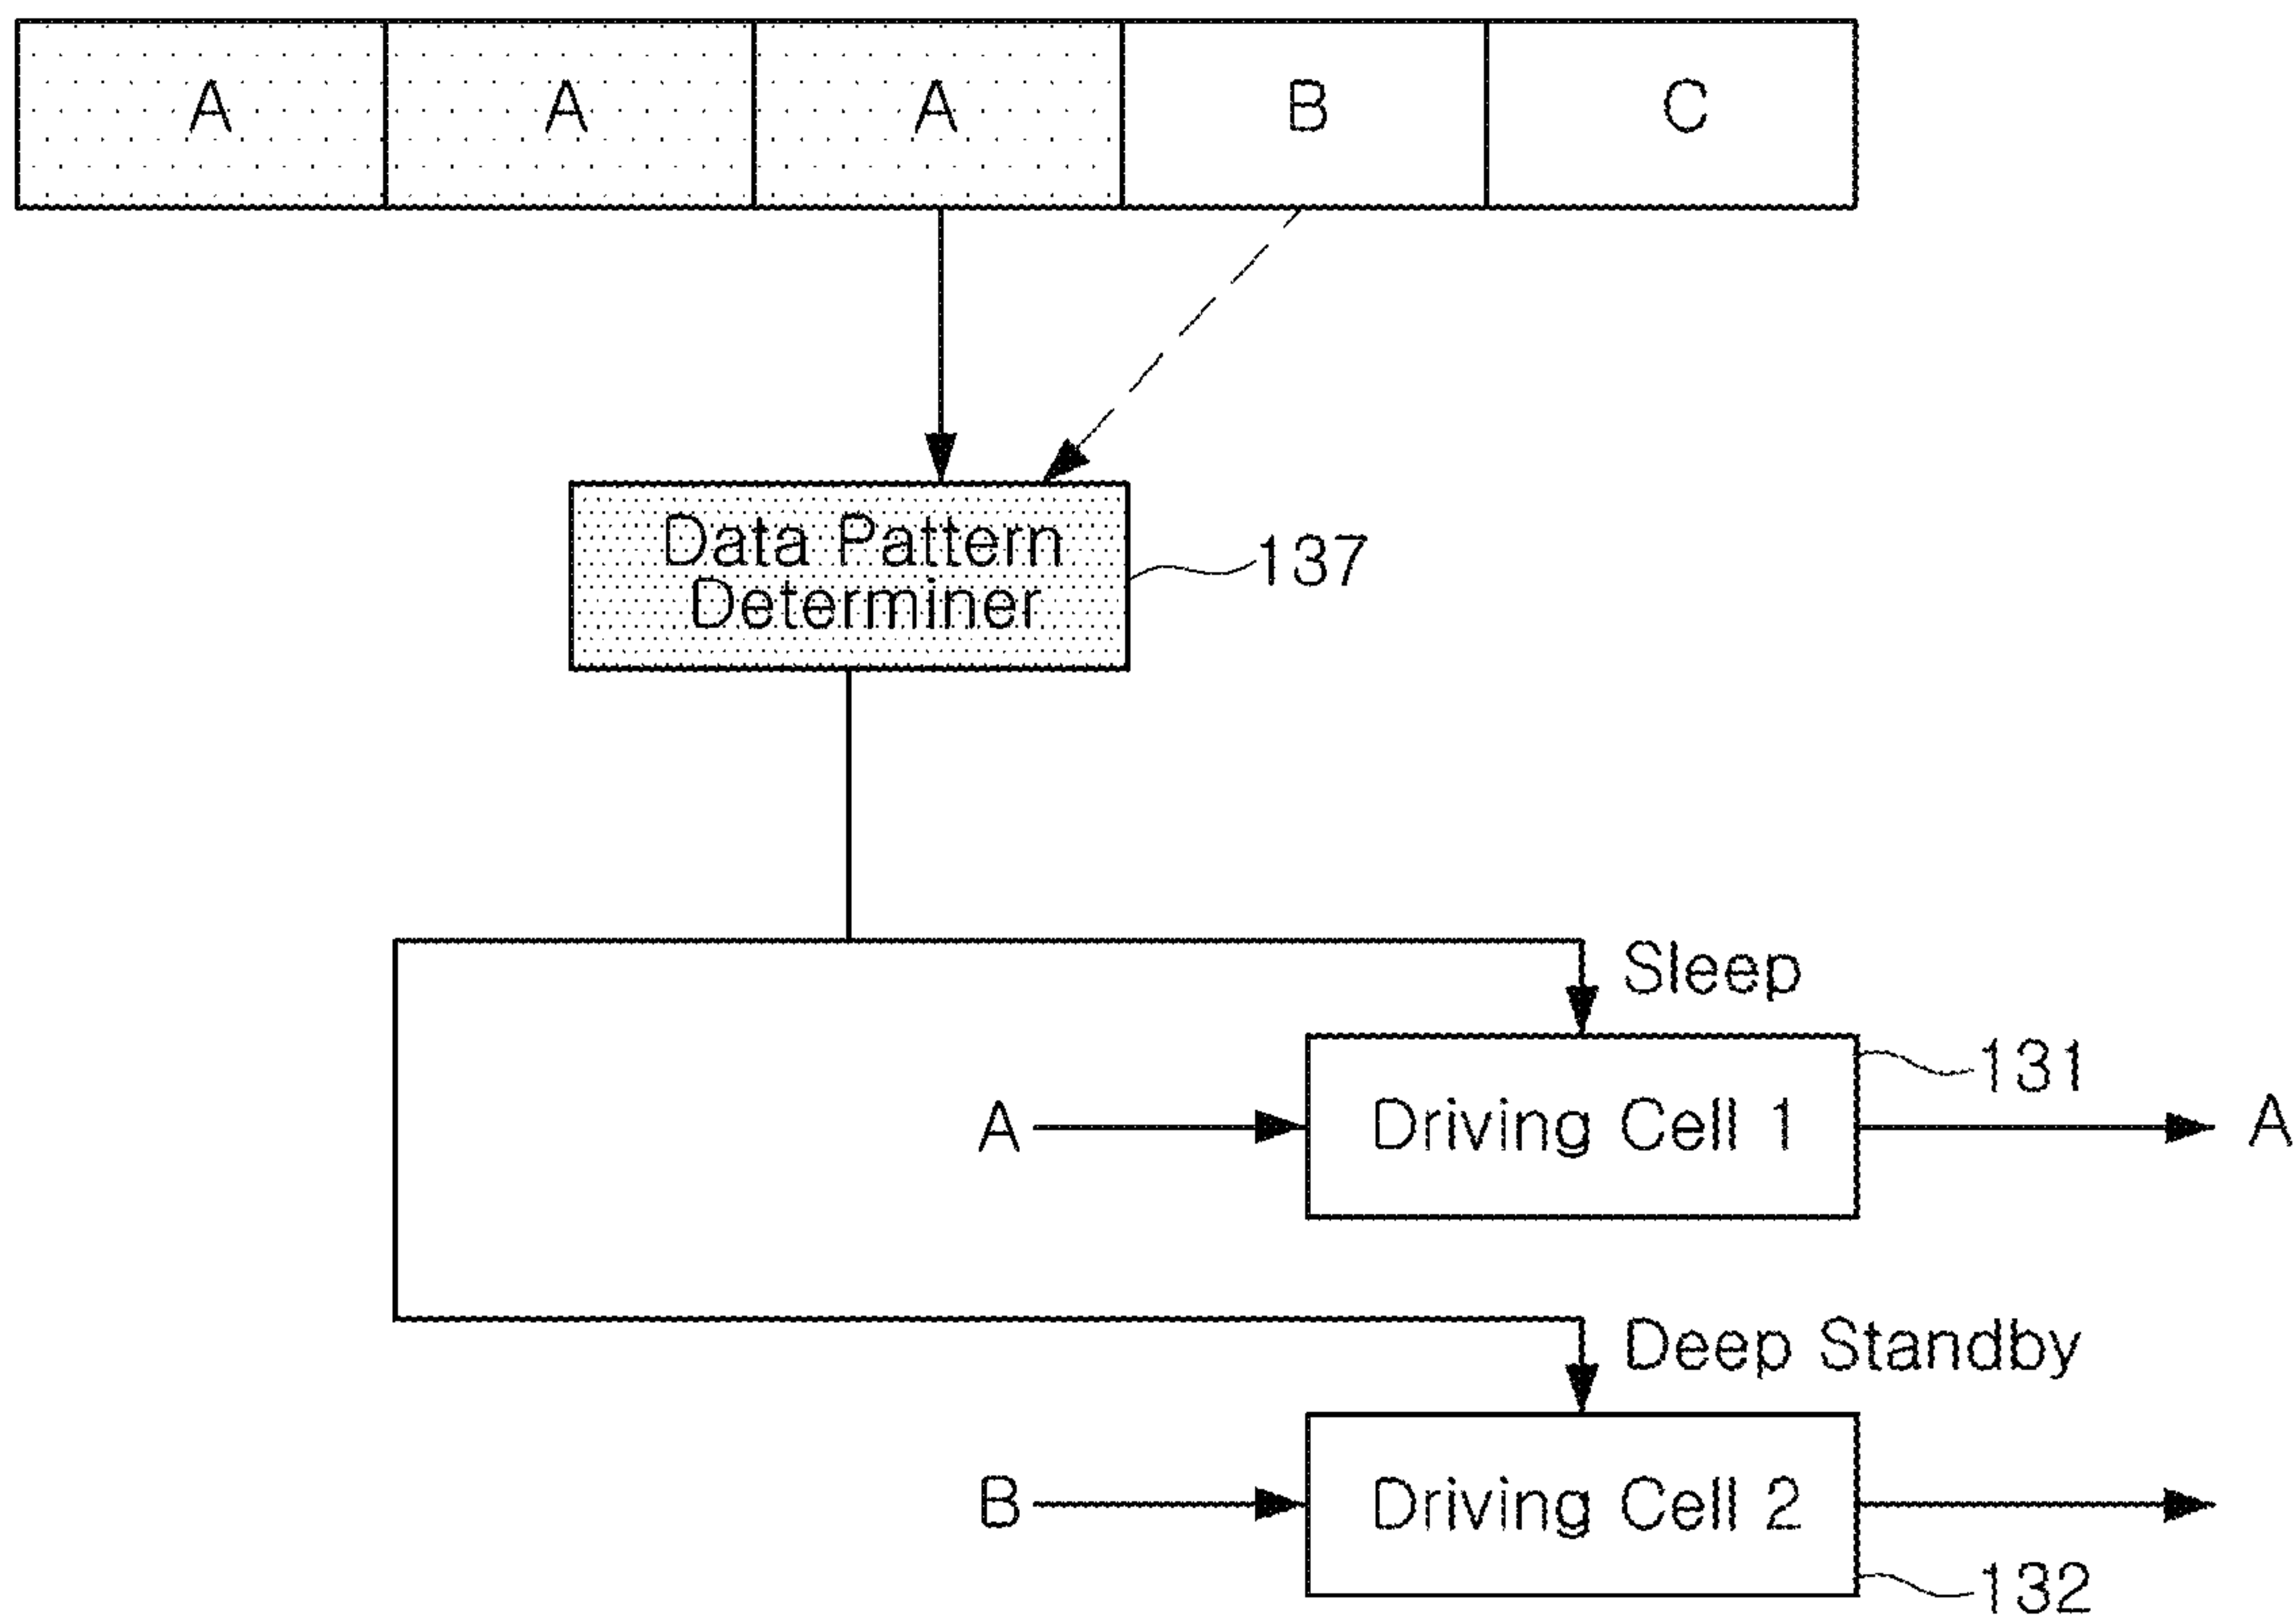 A A A B C
Data Pattern
Determiner
137
Sleep
131
A Driving Cell 1 A
Deep Standby
B Driving Cell 2
132